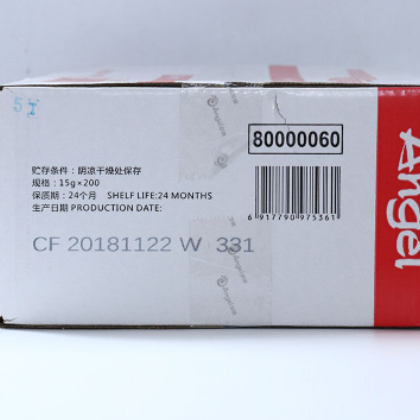 5 I
80000060
贮存条件：阴凉干燥处保存
规格：15g×200
保质期：24个月 SHELF LIFE:24 MONTHS
生产日期 PRODUCTION DATE:
6 917790 975361
CF 20181122 W 331
Angel